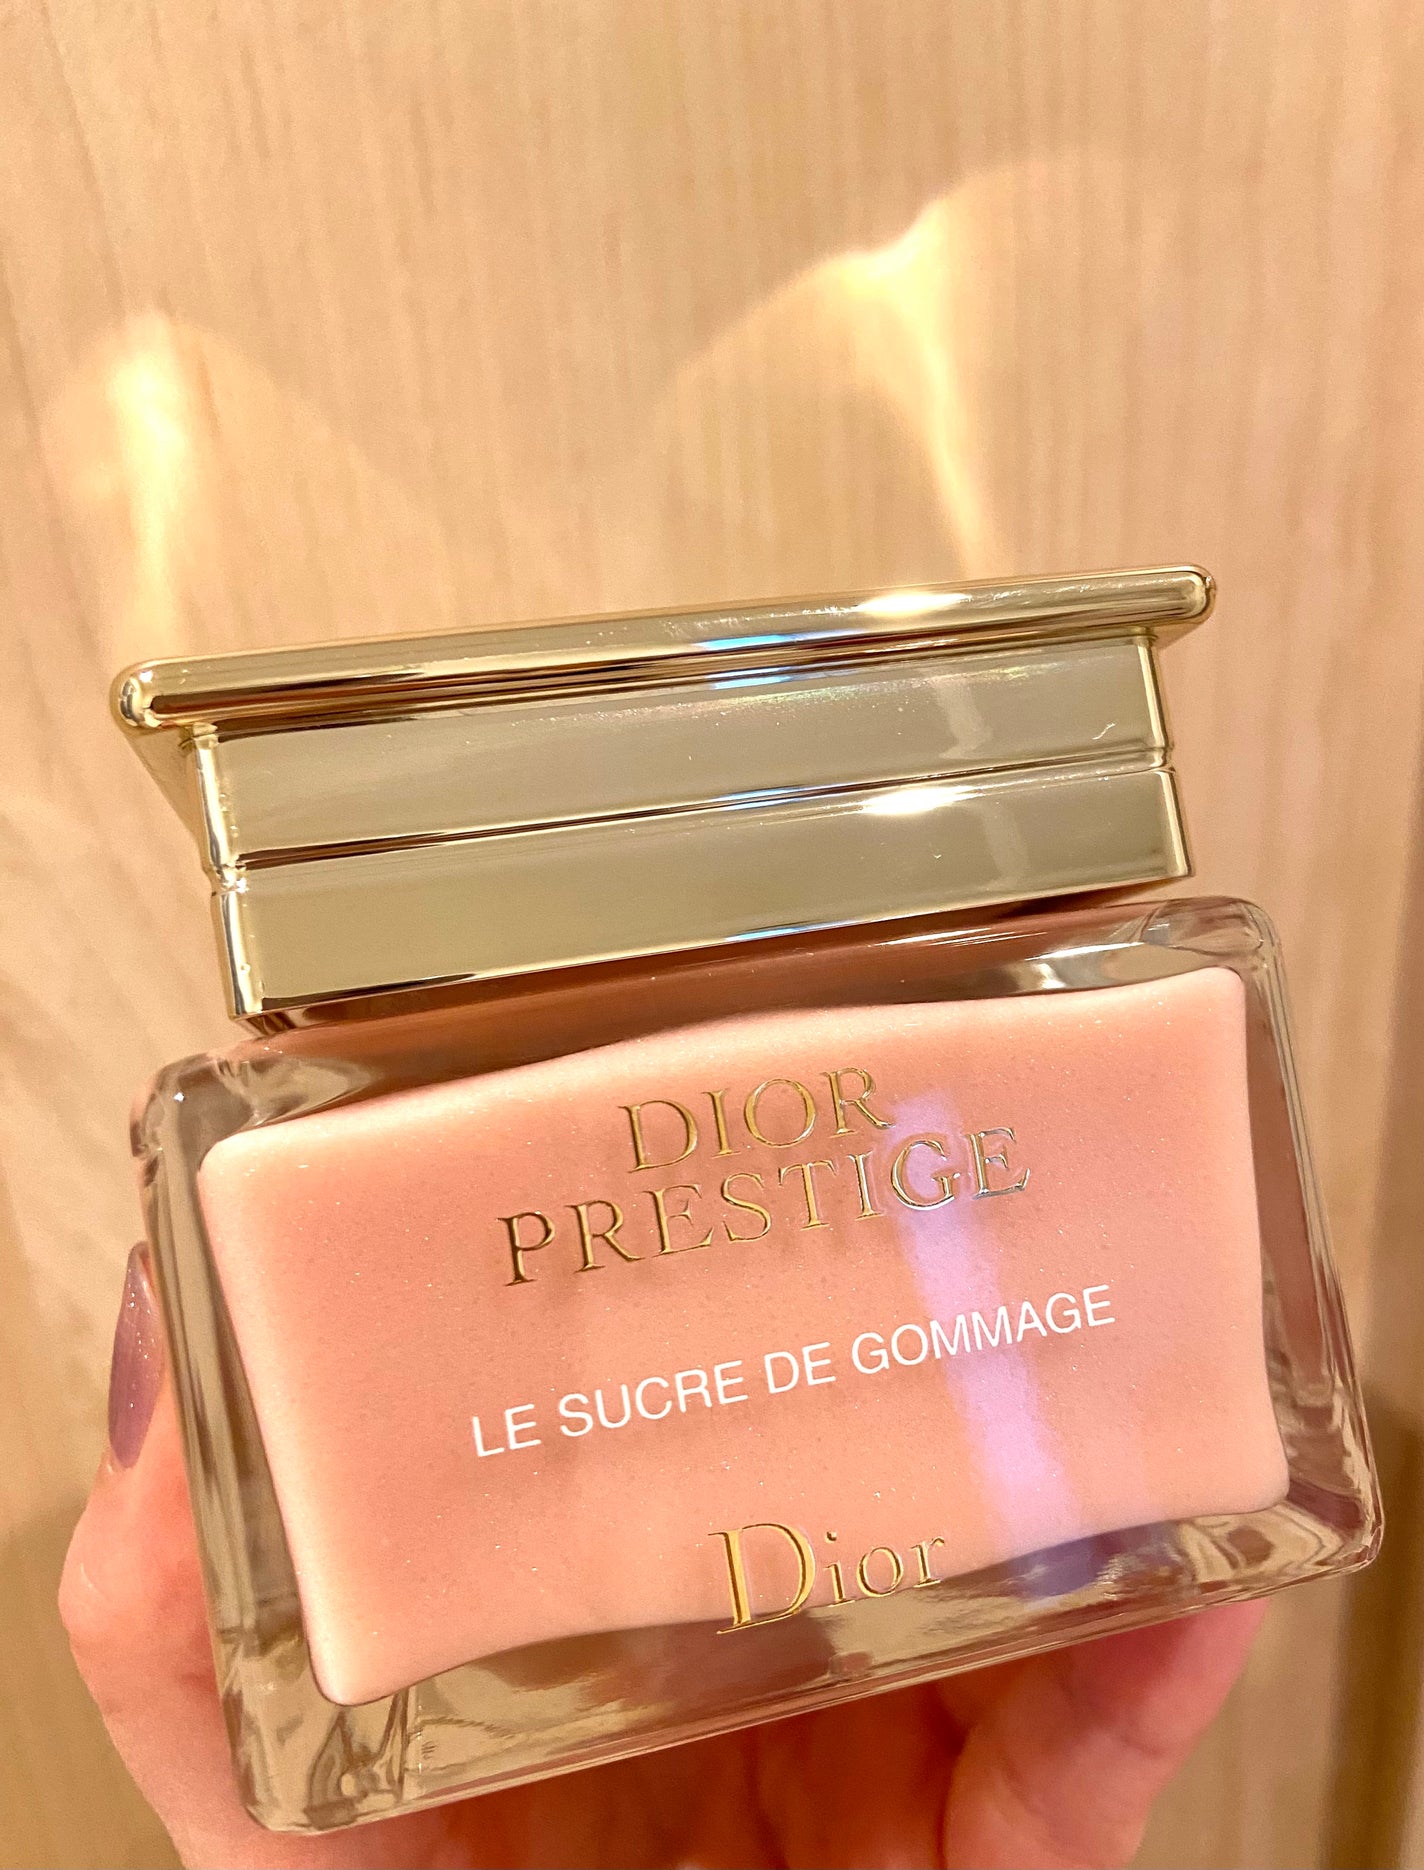 DIOR
PRESTIGE
LE SUCRE DE GOMMAGE
Dior